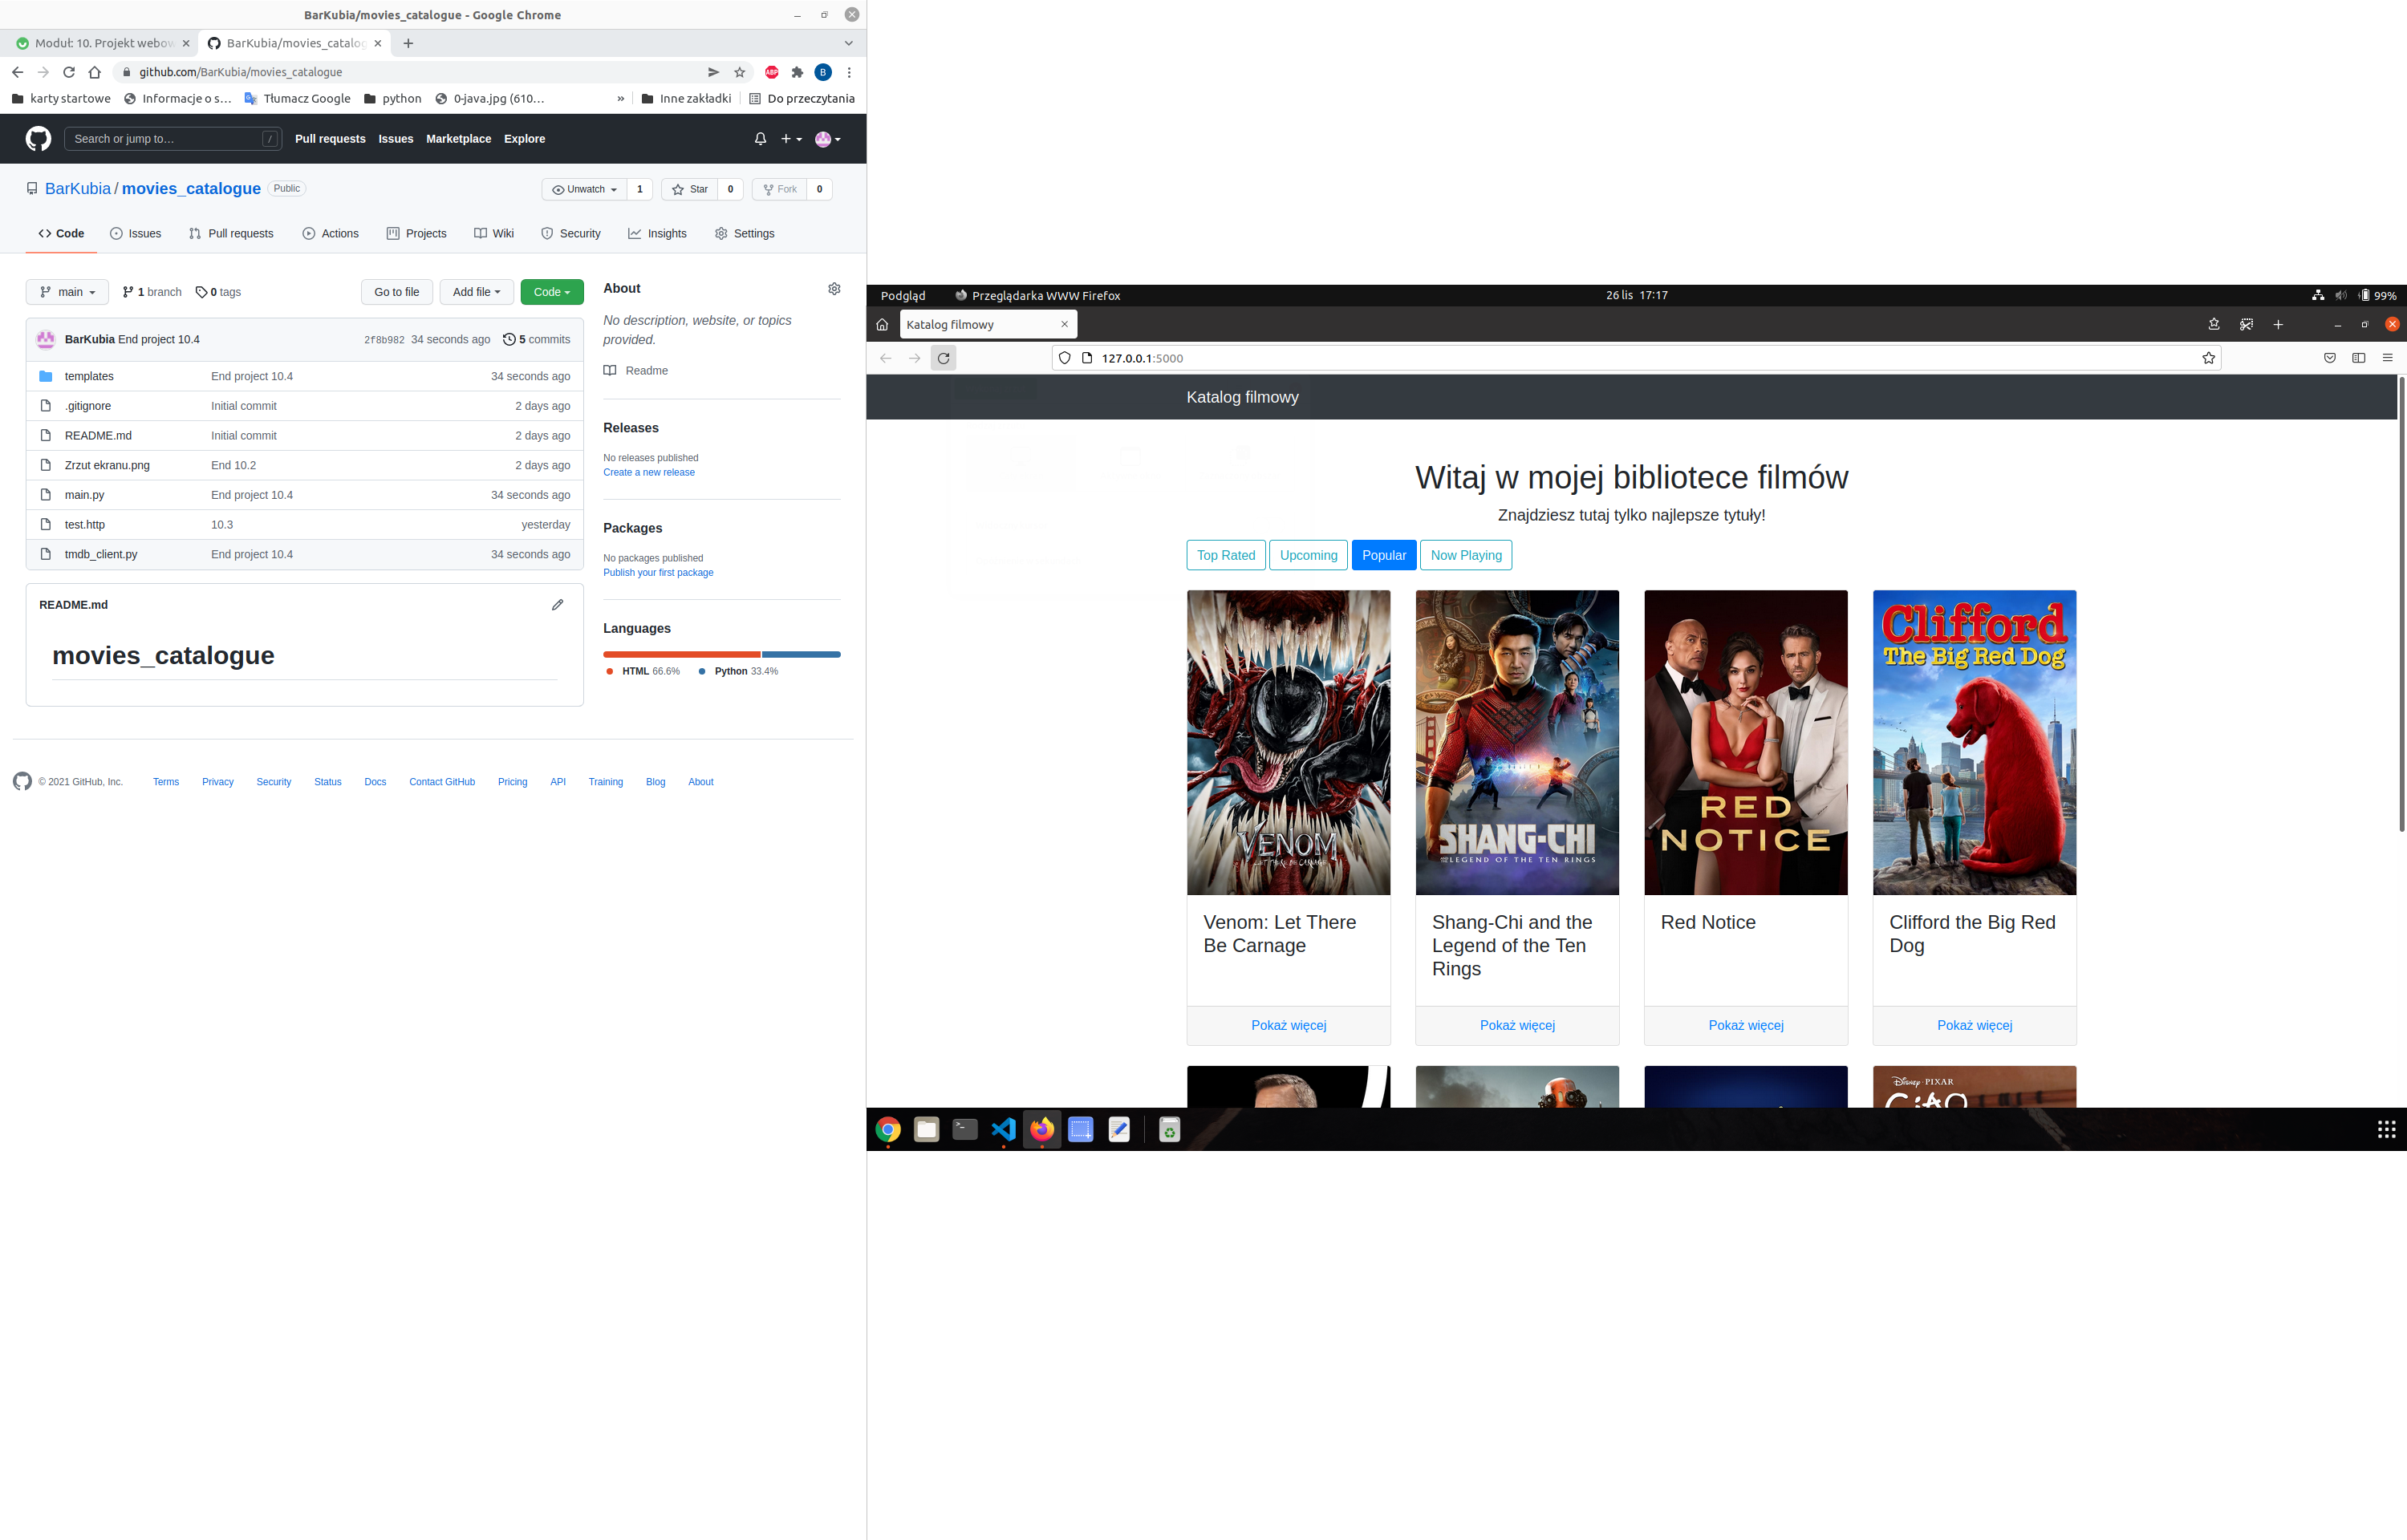 BarKubia/movies_catalogue - Google Chrome
Moduł: 10. Projekt webow
BarKubia/movies_catalog
github.com/BarKubia/movies_catalogue
ABP
B
karty startowe
Informacje o s...
Tłumacz Google
python
0-java.jpg (610...
»
Inne zakładki
Do przeczytania
Search or jump to...
/
Pull requests
Issues
Marketplace
Explore
BarKubia / movies_catalogue
Public
Unwatch 1
Star 0
Fork 0
Code
Issues
Pull requests
Actions
Projects
Wiki
Security
Insights
Settings
main
1 branch
0 tags
Go to file
Add file
Code
BarKubia End project 10.4 2f8b982 34 seconds ago 5 commits
templates End project 10.4 34 seconds ago
.gitignore Initial commit 2 days ago
README.md Initial commit 2 days ago
Zrzut ekranu.png End 10.2 2 days ago
main.py End project 10.4 34 seconds ago
test.http 10.3 yesterday
tmdb_client.py End project 10.4 34 seconds ago
README.md
movies_catalogue
About
No description, website, or topics
provided.
Readme
Releases
No releases published
Create a new release
Packages
No packages published
Publish your first package
Languages
HTML 66.6% Python 33.4%
© 2021 GitHub, Inc.
Terms
Privacy
Security
Status
Docs
Contact GitHub
Pricing
API
Training
Blog
About
Podgląd
Przeglądarka WWW Firefox
26 lis 17:17
99%
Katalog filmowy
127.0.0.1:5000
Katalog filmowy
Witaj w mojej bibliotece filmów
Znajdziesz tutaj tylko najlepsze tytuły!
Top Rated
Upcoming
Popular
Now Playing
VENOM
LET THERE BE CARNAGE
SHANG-CHI
AND THE LEGEND OF THE TEN RINGS
RED
NOTICE
Clifford
The Big Red Dog
Venom: Let There
Be Carnage
Shang-Chi and the
Legend of the Ten
Rings
Red Notice
Clifford the Big Red
Dog
Pokaż więcej
Pokaż więcej
Pokaż więcej
Pokaż więcej
Disney · PIXAR
CIAO